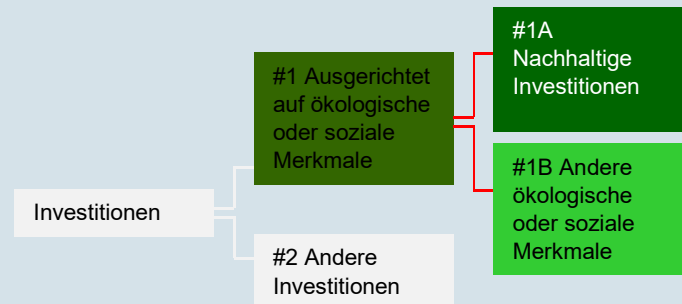 #1A
Nachhaltige
Investitionen
#1 Ausgerichtet
auf ökologische
oder soziale
Merkmale
#1B Andere
ökologische
oder soziale
Merkmale
Investitionen
#2 Andere
Investitionen